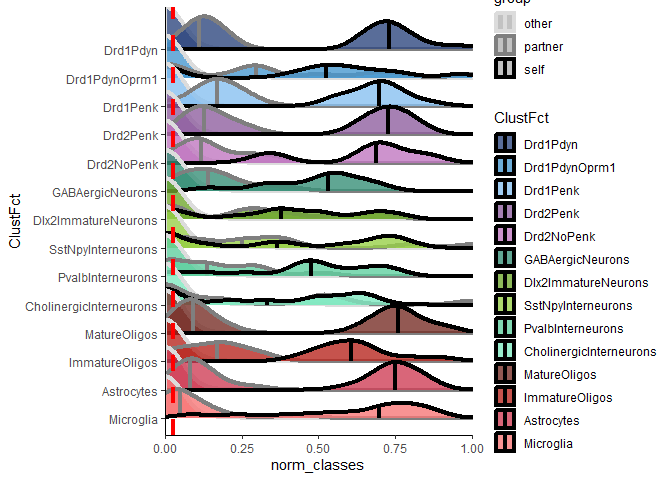 group
other
partner
self
ClustFct
Drd1Pdyn
Drd1PdynOprm1
Drd1Penk
Drd2Penk
Drd2NoPenk
GABAergicNeurons
Dlx2ImmatureNeurons
SstNpyInterneurons
PvalbInterneurons
CholinergicInterneurons
MatureOligos
ImmatureOligos
Astrocytes
Microglia
ClustFct
Drd1Pdyn
Drd1PdynOprm1
Drd1Penk
Drd2Penk
Drd2NoPenk
GABAergicNeurons
Dlx2ImmatureNeurons
SstNpyInterneurons
PvalbInterneurons
CholinergicInterneurons
MatureOligos
ImmatureOligos
Astrocytes
Microglia
0.00 0.25 0.50 0.75 1.00
norm_classes